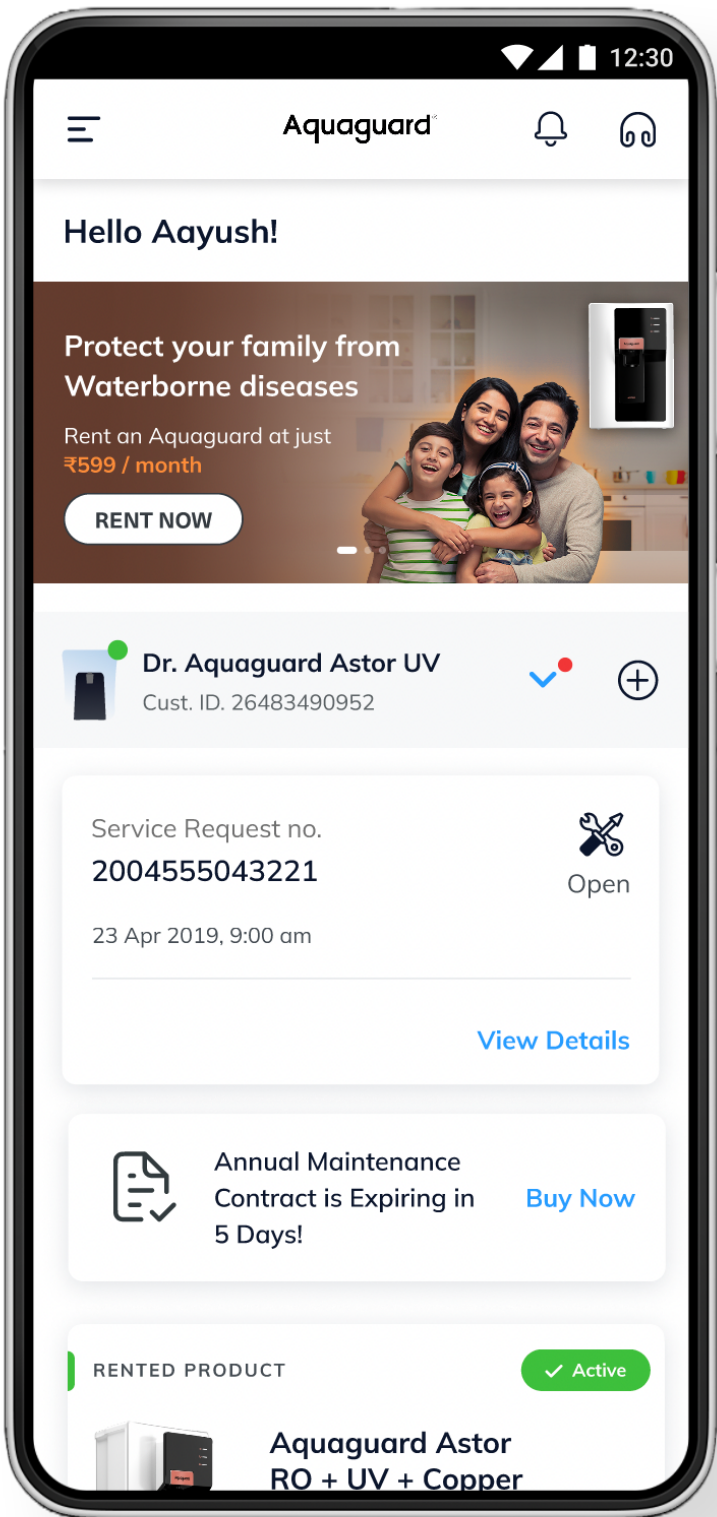 12:30
Aquaguard
Hello Aayush!
Protect your family from
Waterborne diseases
Rent an Aquaguard at just
₹599 / month
RENT NOW
Dr. Aquaguard Astor UV
Cust. ID. 26483490952
Service Request no.
2004555043221
Open
23 Apr 2019, 9:00 am
View Details
Annual Maintenance
Contract is Expiring in
5 Days!
Buy Now
RENTED PRODUCT
Active
Aquaguard Astor
RO + UV + Copper